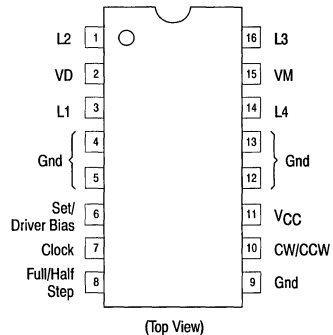 L2 1 16 L3
VD 2 15 VM
L1 3 14 L4
4 13
Gnd Gnd
5 12
Set/
Driver Bias 6 11 VCC
Clock 7 10 CW/CCW
Full/Half
Step 8 9 Gnd
(Top View)